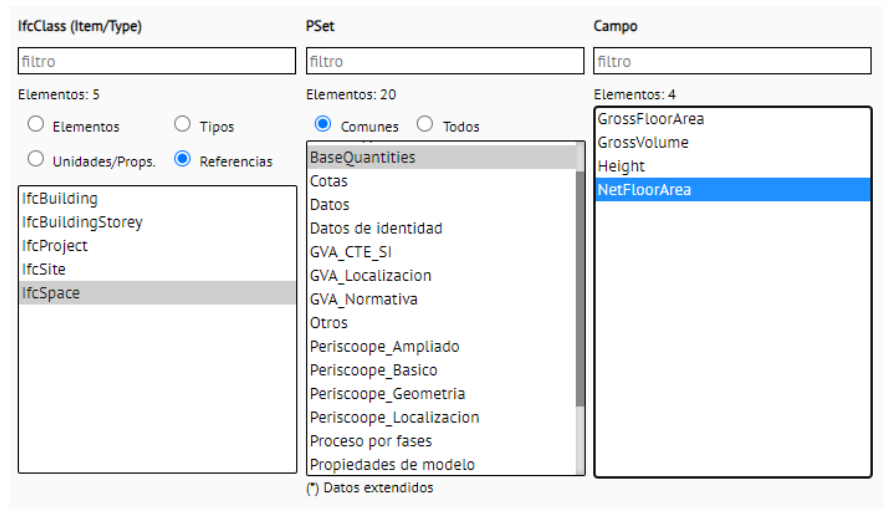 IfcClass (Item/Type)
filtro
Elementos: 5
Elementos
Tipos
Unidades/Props.
Referencias
IfcBuilding
IfcBuildingStorey
IfcProject
IfcSite
IfcSpace
PSet
filtro
Elementos: 20
Comunes
Todos
BaseQuantities
Cotas
Datos
Datos de identidad
GVA_CTE_SI
GVA_Localizacion
GVA_Normativa
Otros
Periscoope_Ampliado
Periscoope_Basico
Periscoope_Geometria
Periscoope_Localizacion
Proceso por fases
Propiedades de modelo
(*) Datos extendidos
Campo
filtro
Elementos: 4
GrossFloorArea
GrossVolume
Height
NetFloorArea